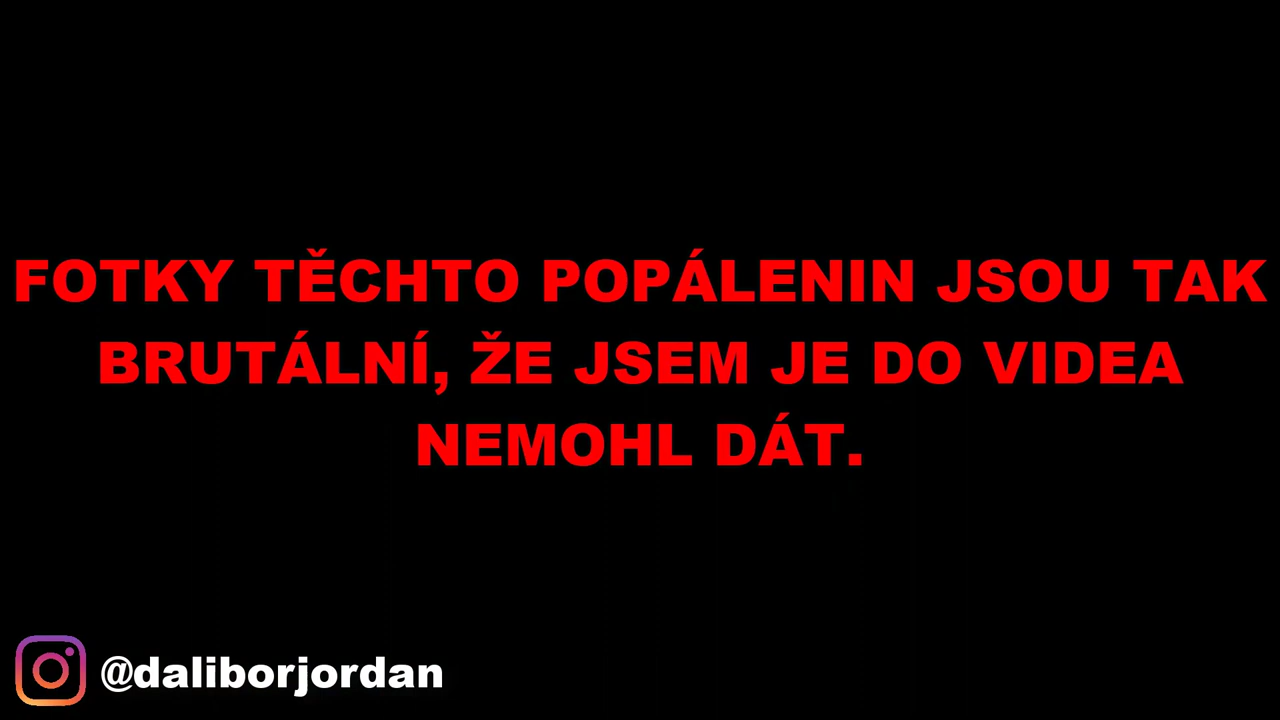 FOTKY TĚCHTO POPÁLENIN JSOU TAK
BRUTÁLNÍ, ŽE JSEM JE DO VIDEA
NEMOHL DÁT.
@daliborjordan